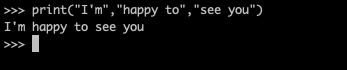 >>> print("I'm","happy to","see you")
I'm happy to see you
>>>